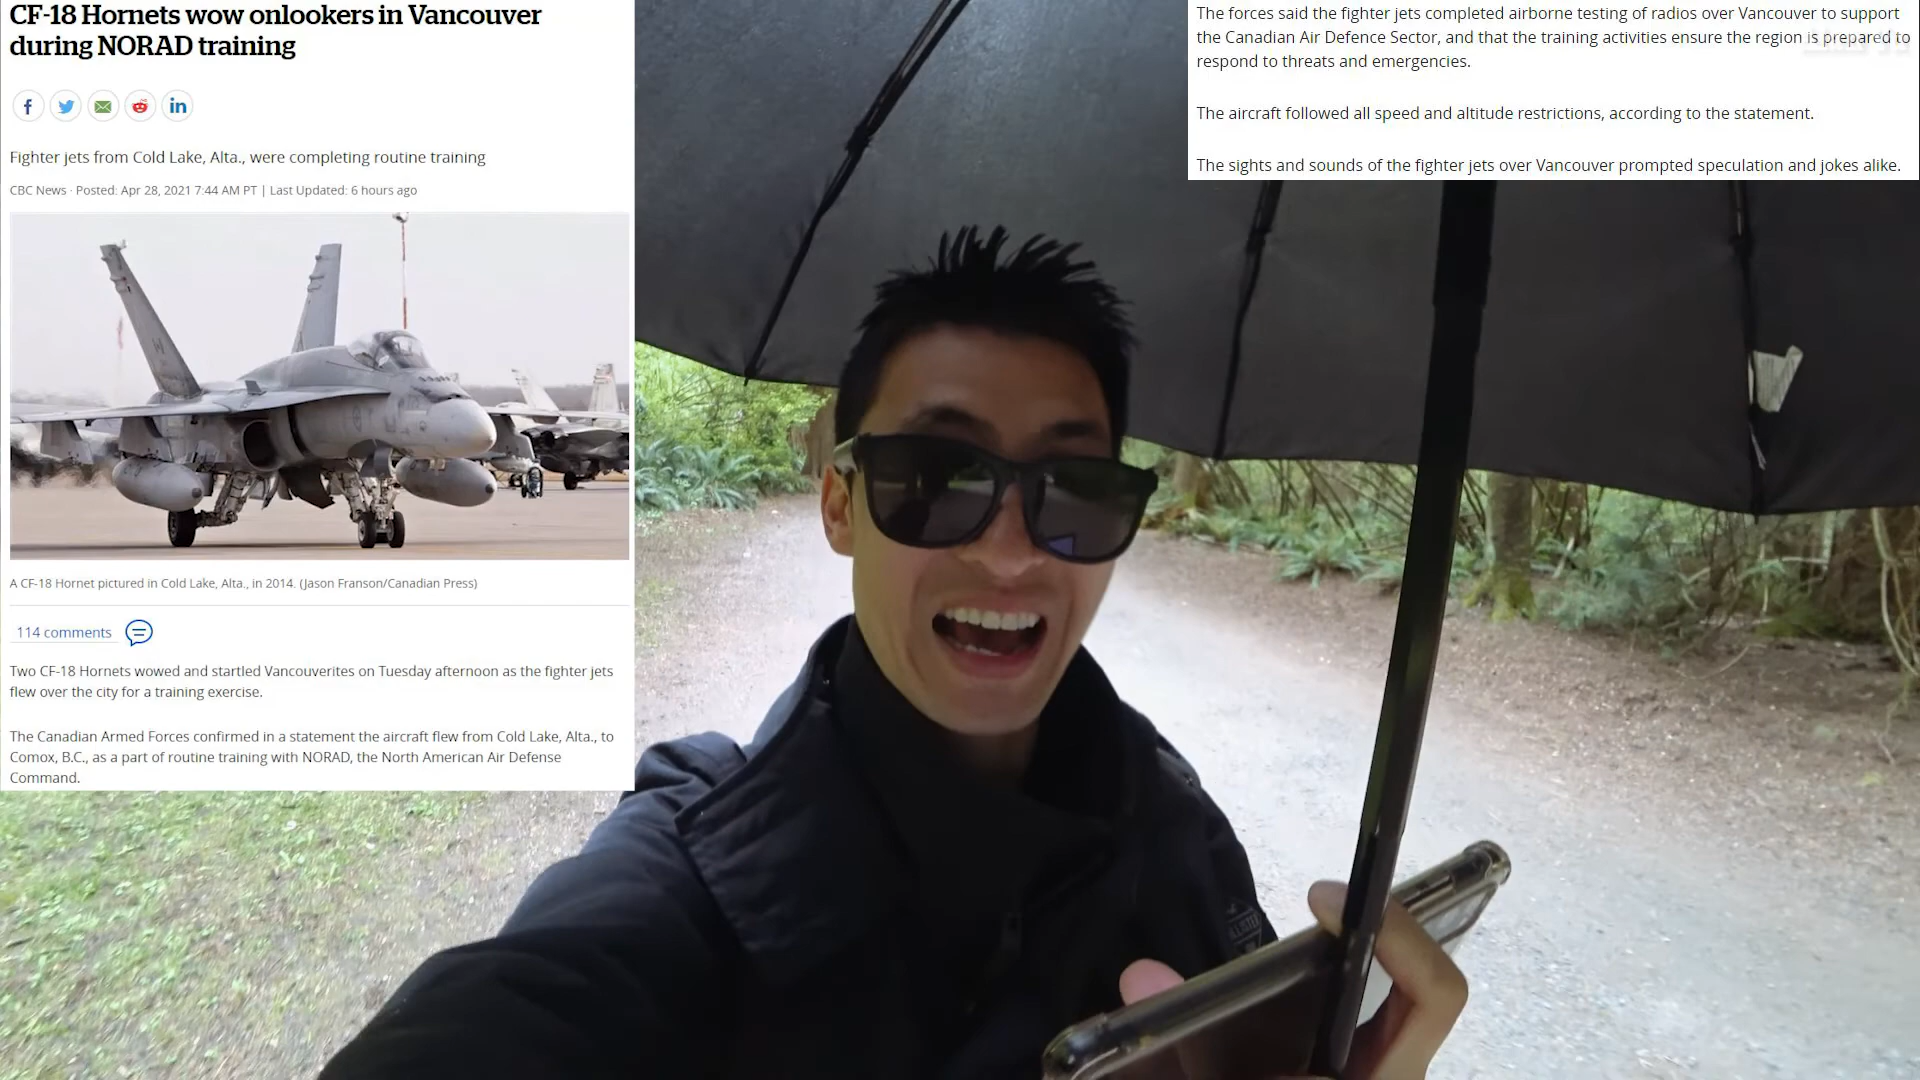 CF-18 Hornets wow onlookers in Vancouver
during NORAD training
Fighter jets from Cold Lake, Alta., were completing routine training
CBC News · Posted: Apr 28, 2021 7:44 AM PT | Last Updated: 6 hours ago
A CF-18 Hornet pictured in Cold Lake, Alta., in 2014. (Jason Franson/Canadian Press)
114 comments
Two CF-18 Hornets wowed and startled Vancouverites on Tuesday afternoon as the fighter jets
flew over the city for a training exercise.
The Canadian Armed Forces confirmed in a statement the aircraft flew from Cold Lake, Alta., to
Comox, B.C., as a part of routine training with NORAD, the North American Air Defense
Command.
The forces said the fighter jets completed airborne testing of radios over Vancouver to support
the Canadian Air Defence Sector, and that the training activities ensure the region is prepared to
respond to threats and emergencies.
The aircraft followed all speed and altitude restrictions, according to the statement.
The sights and sounds of the fighter jets over Vancouver prompted speculation and jokes alike.